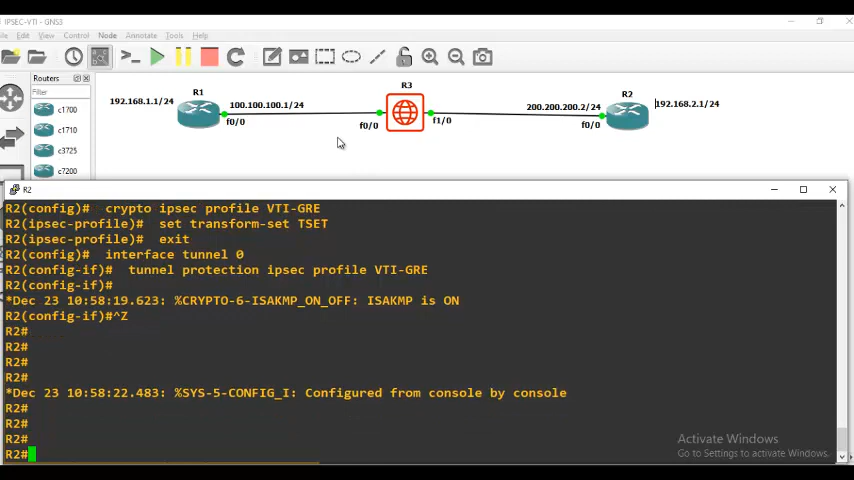 IPSEC-VTI - GNS3
File Edit View Control Node Annotate Tools Help
Routers
Filter
c1700
c1710
c3725
c7200
R3
R1
R2
192.168.1.1/24
100.100.100.1/24
200.200.200.2/24
192.168.2.1/24
f0/0
f0/0
f1/0
f0/0
R2
R2(config)#  crypto ipsec profile VTI-GRE
R2(ipsec-profile)#  set transform-set TSET
R2(ipsec-profile)#  exit
R2(config)#  interface tunnel 0
R2(config-if)#  tunnel protection ipsec profile VTI-GRE
R2(config-if)#
*Dec 23 10:58:19.623: %CRYPTO-6-ISAKMP_ON_OFF: ISAKMP is ON
R2(config-if)#^Z
R2#
R2#
R2#
R2#
*Dec 23 10:58:22.483: %SYS-5-CONFIG_I: Configured from console by console
R2#
R2#
R2#
R2#
Activate Windows
Go to Settings to activate Windows.